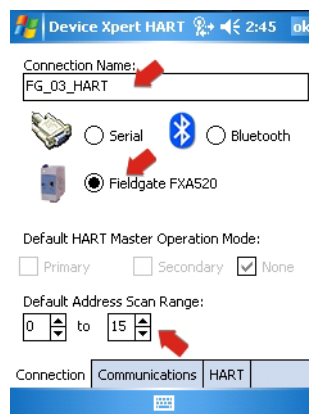 Device Xpert HART 2:45 ok
Connection Name:
FG_03_HART
Serial Bluetooth
Fieldgate FXA520
Default HART Master Operation Mode:
Primary Secondary None
Default Address Scan Range:
0 to 15
Connection Communications HART